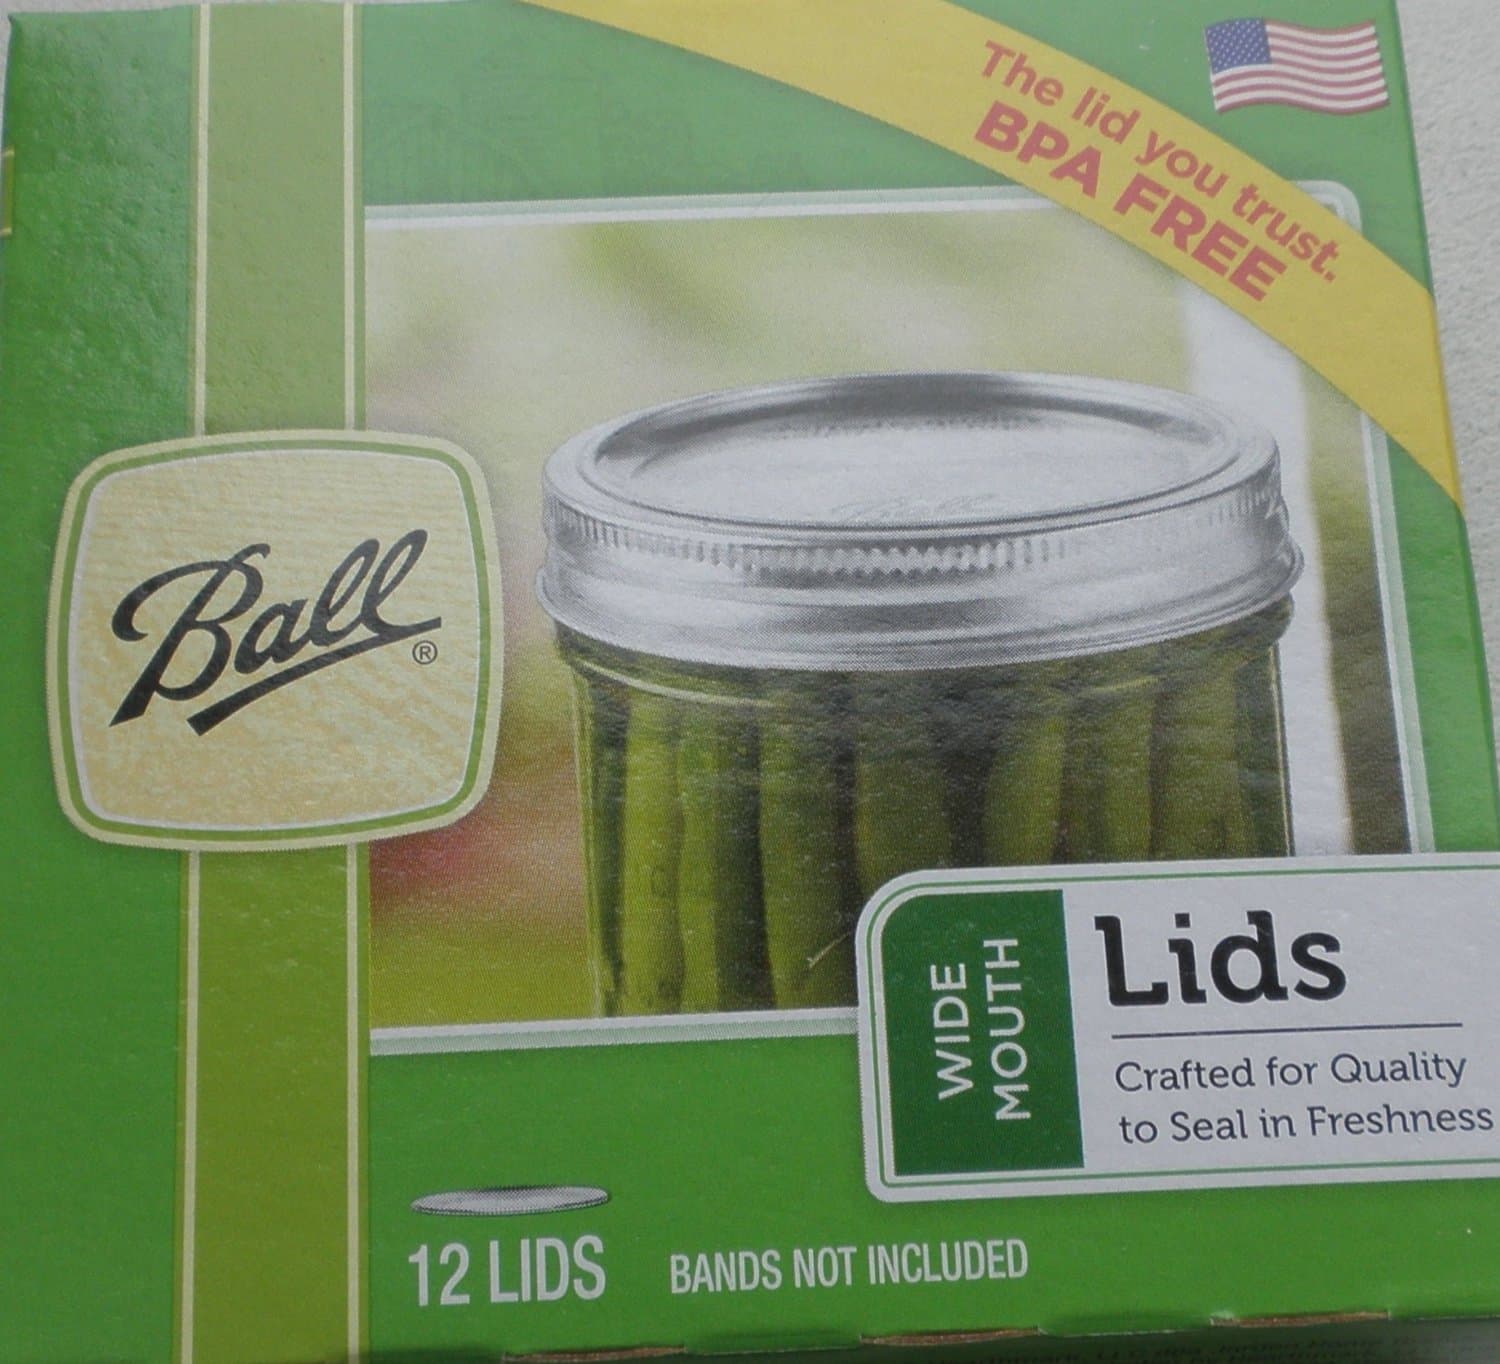 The lid you trust.
BPA FREE
Ball®
WIDE
MOUTH
Lids
Crafted for Quality
to Seal in Freshness
12 LIDS
BANDS NOT INCLUDED